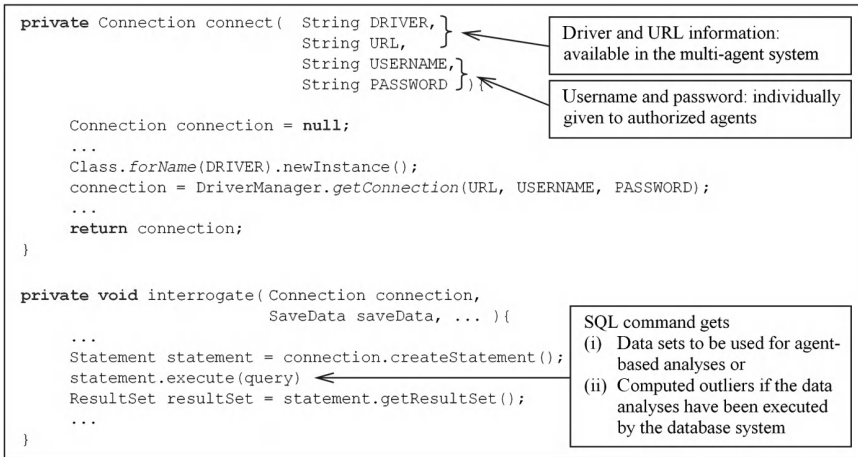 private Connection connect( String DRIVER,
String URL,
String USERNAME,
String PASSWORD ){
Driver and URL information:
available in the multi-agent system
Username and password: individually
given to authorized agents
Connection connection = null;
...
Class.forName(DRIVER).newInstance();
connection = DriverManager.getConnection(URL, USERNAME, PASSWORD);
...
return connection;
}
private void interrogate( Connection connection,
SaveData saveData, ... ){
...
Statement statement = connection.createStatement();
statement.execute(query)
ResultSet resultSet = statement.getResultSet();
...
}
SQL command gets
(i) Data sets to be used for agent-
based analyses or
(ii) Computed outliers if the data
analyses have been executed
by the database system